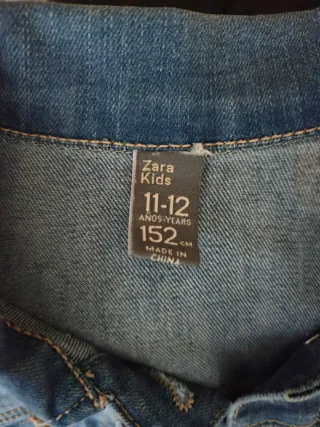 Zara
Kids
11-12
AÑOS-YEARS
152 CM
MADE IN
CHINA